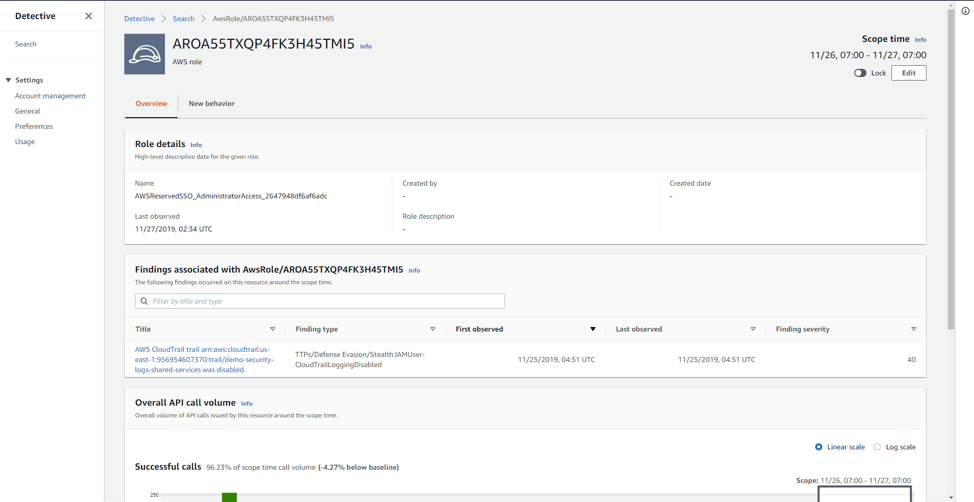 Detective
Detective > Search > AwsRole/AROA55TXQP4FK3H45TMI5
Search
Settings
Account management
General
Preferences
Usage
AROA55TXQP4FK3H45TMI5 Info
AWS role
Scope time Info
11/26, 07:00 - 11/27, 07:00
Lock Edit
Overview New behavior
Role details Info
High-level descriptive data for the given role.
Name
AWSReservedSSO_AdministratorAccess_2647948df6af6adc
Created by
-
Created date
-
Last observed
11/27/2019, 02:34 UTC
Role description
-
Findings associated with AwsRole/AROA55TXQP4FK3H45TMI5 Info
The following findings occurred on this resource around the scope time.
Filter by title and type
Title Finding type First observed Last observed Finding severity
AWS CloudTrail trail arn:aws:cloudtrail:us-
east-1:956954607370:trail/demo-security-
logs-shared-services was disabled.
TTPs/Defense Evasion/Stealth:IAMUser-
CloudTrailLoggingDisabled
11/25/2019, 04:51 UTC
11/25/2019, 04:51 UTC
40
Overall API call volume Info
Overall volume of API calls issued by this resource around the scope time.
Linear scale Log scale
Successful calls 96.23% of scope time call volume (-4.27% below baseline)
Scope: 11/26, 07:00 - 11/27, 07:00
250